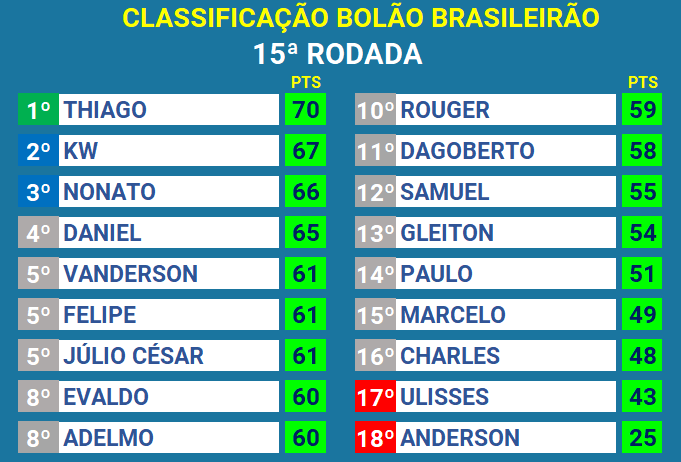 CLASSIFICAÇÃO BOLÃO BRASILEIRÃO
15ª RODADA
PTS
1º THIAGO 70
2º KW 67
3º NONATO 66
4º DANIEL 65
5º VANDERSON 61
5º FELIPE 61
5º JÚLIO CÉSAR 61
8º EVALDO 60
8º ADELMO 60
PTS
10º ROUGER 59
11º DAGOBERTO 58
12º SAMUEL 55
13º GLEITON 54
14º PAULO 51
15º MARCELO 49
16º CHARLES 48
17º ULISSES 43
18º ANDERSON 25